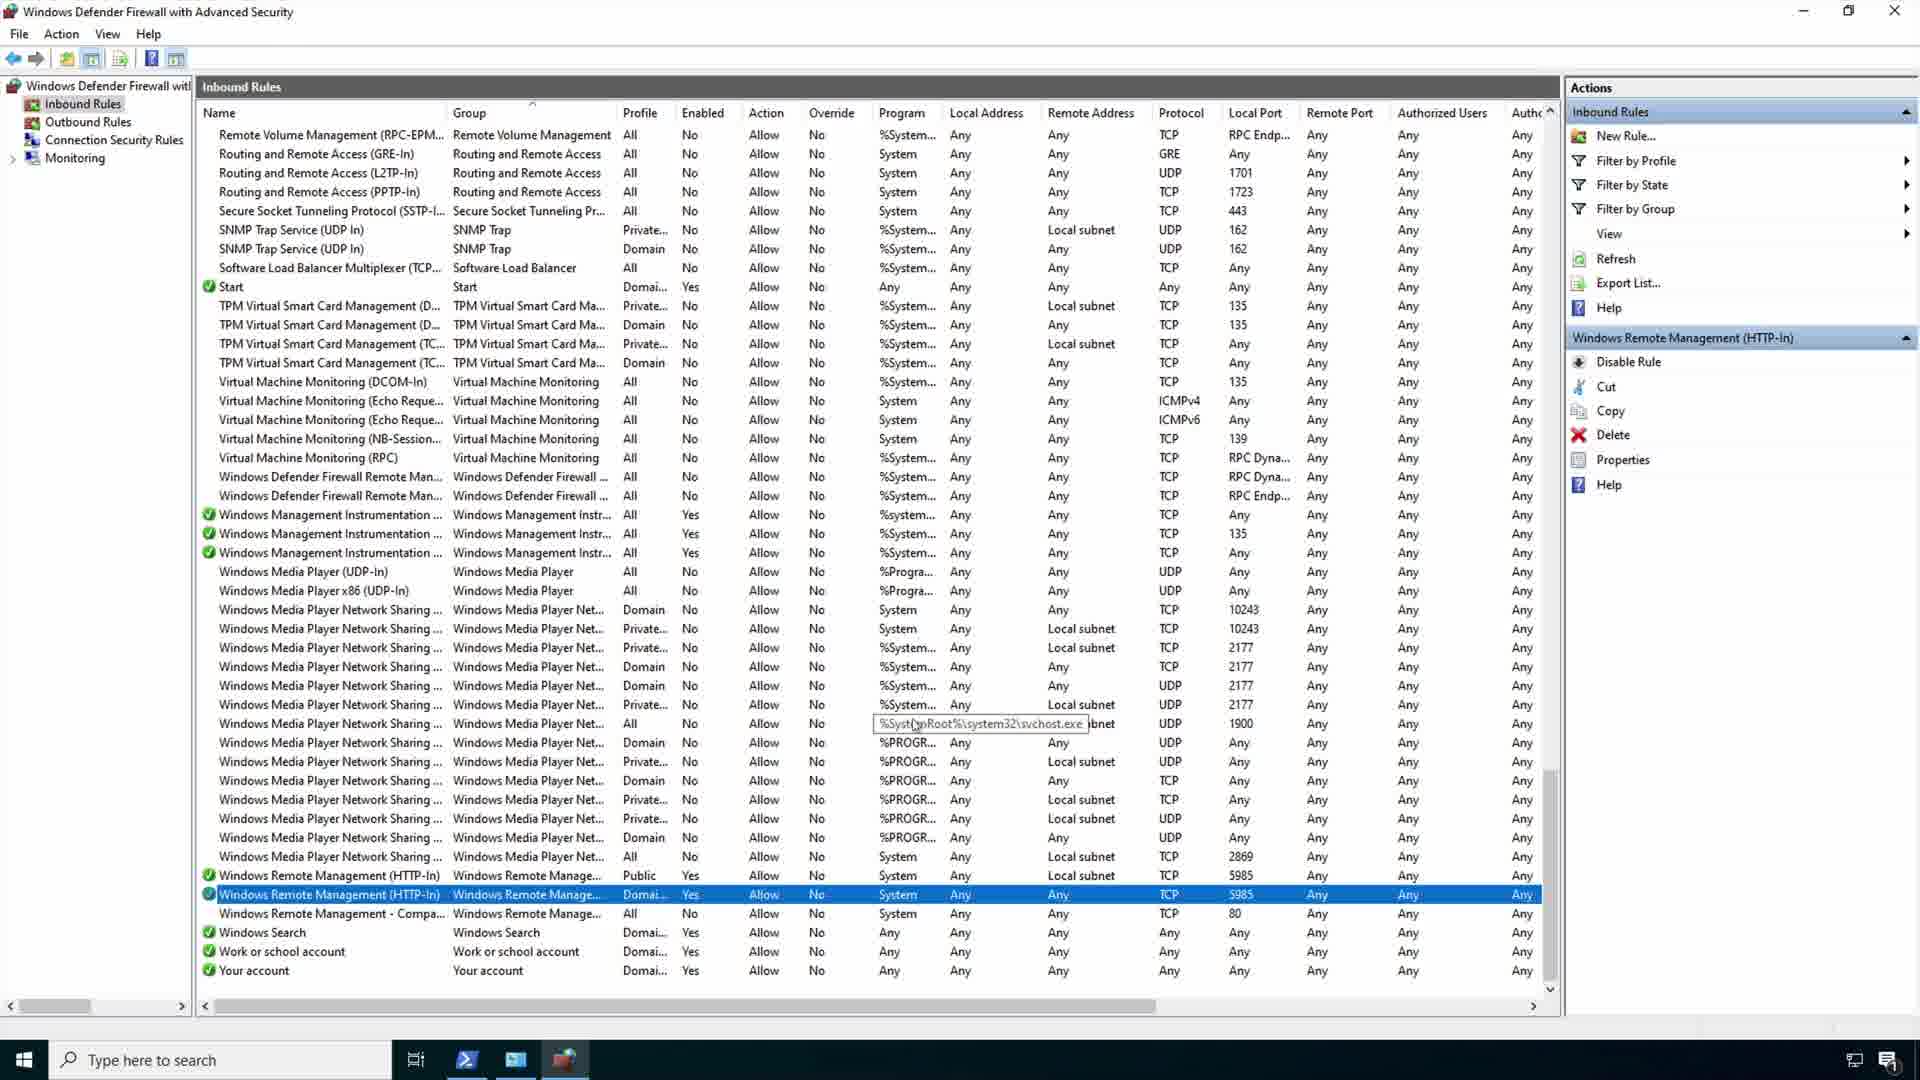 Windows Defender Firewall with Advanced Security
File Action View Help
Windows Defender Firewall witl
Inbound Rules
Outbound Rules
Connection Security Rules
Monitoring
Inbound Rules
Name Group Profile Enabled Action Override Program Local Address Remote Address Protocol Local Port Remote Port Authorized Users Autho
Remote Volume Management (RPC-EPM... Remote Volume Management All No Allow No %System... Any Any TCP RPC Endp... Any Any Any
Routing and Remote Access (GRE-In) Routing and Remote Access All No Allow No System Any Any GRE Any Any Any Any
Routing and Remote Access (L2TP-In) Routing and Remote Access All No Allow No System Any Any UDP 1701 Any Any Any
Routing and Remote Access (PPTP-In) Routing and Remote Access All No Allow No System Any Any TCP 1723 Any Any Any
Secure Socket Tunneling Protocol (SSTP-I... Secure Socket Tunneling Pr... All No Allow No System Any Any TCP 443 Any Any Any
SNMP Trap Service (UDP In) SNMP Trap Private... No Allow No %System... Any Local subnet UDP 162 Any Any Any
SNMP Trap Service (UDP In) SNMP Trap Domain No Allow No %System... Any Any UDP 162 Any Any Any
Software Load Balancer Multiplexer (TCP... Software Load Balancer All No Allow No %System... Any Any TCP Any Any Any Any
Start Start Domai... Yes Allow No Any Any Any Any Any Any Any Any
TPM Virtual Smart Card Management (D... TPM Virtual Smart Card Ma... Private... No Allow No %System... Any Local subnet TCP 135 Any Any Any
TPM Virtual Smart Card Management (D... TPM Virtual Smart Card Ma... Domain No Allow No %System... Any Any TCP 135 Any Any Any
TPM Virtual Smart Card Management (TC... TPM Virtual Smart Card Ma... Private... No Allow No %System... Any Local subnet TCP Any Any Any Any
TPM Virtual Smart Card Management (TC... TPM Virtual Smart Card Ma... Domain No Allow No %System... Any Any TCP Any Any Any Any
Virtual Machine Monitoring (DCOM-In) Virtual Machine Monitoring All No Allow No %System... Any Any TCP 135 Any Any Any
Virtual Machine Monitoring (Echo Reque... Virtual Machine Monitoring All No Allow No System Any Any ICMPv4 Any Any Any Any
Virtual Machine Monitoring (Echo Reque... Virtual Machine Monitoring All No Allow No System Any Any ICMPv6 Any Any Any Any
Virtual Machine Monitoring (NB-Session... Virtual Machine Monitoring All No Allow No System Any Any TCP 139 Any Any Any
Virtual Machine Monitoring (RPC) Virtual Machine Monitoring All No Allow No %System... Any Any TCP RPC Dyna... Any Any Any
Windows Defender Firewall Remote Man... Windows Defender Firewall ... All No Allow No %System... Any Any TCP RPC Dyna... Any Any Any
Windows Defender Firewall Remote Man... Windows Defender Firewall ... All No Allow No %System... Any Any TCP RPC Endp... Any Any Any
Windows Management Instrumentation ... Windows Management Instr... All Yes Allow No %system... Any Any TCP Any Any Any Any
Windows Management Instrumentation ... Windows Management Instr... All Yes Allow No %System... Any Any TCP 135 Any Any Any
Windows Management Instrumentation ... Windows Management Instr... All Yes Allow No %System... Any Any TCP Any Any Any Any
Windows Media Player (UDP-In) Windows Media Player All No Allow No %Progra... Any Any UDP Any Any Any Any
Windows Media Player x86 (UDP-In) Windows Media Player All No Allow No %Progra... Any Any UDP Any Any Any Any
Windows Media Player Network Sharing ... Windows Media Player Net... Domain No Allow No System Any Any TCP 10243 Any Any Any
Windows Media Player Network Sharing ... Windows Media Player Net... Private... No Allow No System Any Local subnet TCP 10243 Any Any Any
Windows Media Player Network Sharing ... Windows Media Player Net... Private... No Allow No %System... Any Local subnet TCP 2177 Any Any Any
Windows Media Player Network Sharing ... Windows Media Player Net... Domain No Allow No %System... Any Any TCP 2177 Any Any Any
Windows Media Player Network Sharing ... Windows Media Player Net... Domain No Allow No %System... Any Any UDP 2177 Any Any Any
Windows Media Player Network Sharing ... Windows Media Player Net... Private... No Allow No %System... Any Local subnet UDP 2177 Any Any Any
Windows Media Player Network Sharing ... Windows Media Player Net... All No Allow No %SystemRoot%\system32\svchost.exe bnet UDP 1900 Any Any Any
Windows Media Player Network Sharing ... Windows Media Player Net... Domain No Allow No %PROGR... Any Any UDP Any Any Any Any
Windows Media Player Network Sharing ... Windows Media Player Net... Private... No Allow No %PROGR... Any Local subnet UDP Any Any Any Any
Windows Media Player Network Sharing ... Windows Media Player Net... Domain No Allow No %PROGR... Any Any TCP Any Any Any Any
Windows Media Player Network Sharing ... Windows Media Player Net... Private... No Allow No %PROGR... Any Local subnet TCP Any Any Any Any
Windows Media Player Network Sharing ... Windows Media Player Net... Private... No Allow No %PROGR... Any Local subnet UDP Any Any Any Any
Windows Media Player Network Sharing ... Windows Media Player Net... Domain No Allow No %PROGR... Any Any UDP Any Any Any Any
Windows Media Player Network Sharing ... Windows Media Player Net... All No Allow No System Any Local subnet TCP 2869 Any Any Any
Windows Remote Management (HTTP-In) Windows Remote Manage... Public Yes Allow No System Any Local subnet TCP 5985 Any Any Any
Windows Remote Management (HTTP-In) Windows Remote Manage... Domai... Yes Allow No System Any Any TCP 5985 Any Any Any
Windows Remote Management - Compa... Windows Remote Manage... All No Allow No System Any Any TCP 80 Any Any Any
Windows Search Windows Search Domai... Yes Allow No Any Any Any Any Any Any Any Any
Work or school account Work or school account Domai... Yes Allow No Any Any Any Any Any Any Any Any
Your account Your account Domai... Yes Allow No Any Any Any Any Any Any Any Any
Actions
Inbound Rules
New Rule...
Filter by Profile
Filter by State
Filter by Group
View
Refresh
Export List...
Help
Windows Remote Management (HTTP-In)
Disable Rule
Cut
Copy
Delete
Properties
Help
Type here to search
1